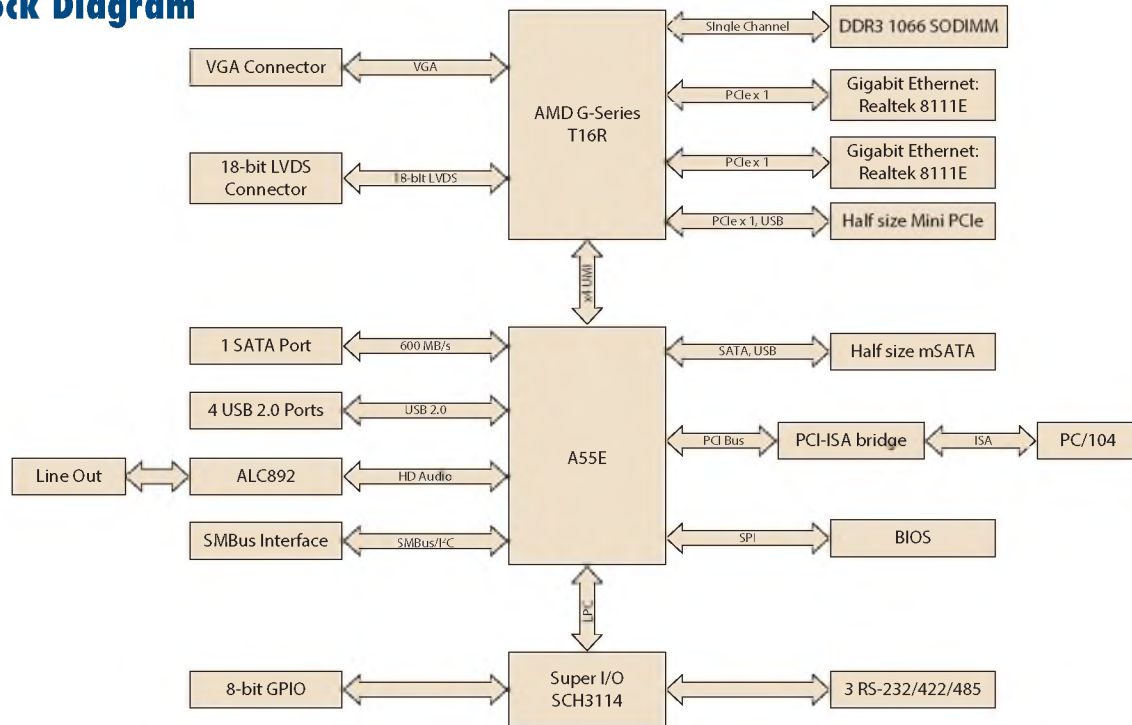 ock Diagram
VGA Connector
VGA
18-bit LVDS
Connector
18-bit LVDS
AMD G-Series
T16R
Single Channel
DDR3 1066 SODIMM
PCIe x 1
Gigabit Ethernet:
Realtek 8111E
PCIe x 1
Gigabit Ethernet:
Realtek 8111E
PCIe x 1, USB
Half size Mini PCIe
x4 UMI
1 SATA Port
600 MB/s
4 USB 2.0 Ports
USB 2.0
Line Out
ALC892
HD Audio
SMBus Interface
SMBus/I²C
A55E
SATA, USB
Half size mSATA
PCI Bus
PCI-ISA bridge
ISA
PC/104
SPI
BIOS
LPC
8-bit GPIO
Super I/O
SCH3114
3 RS-232/422/485